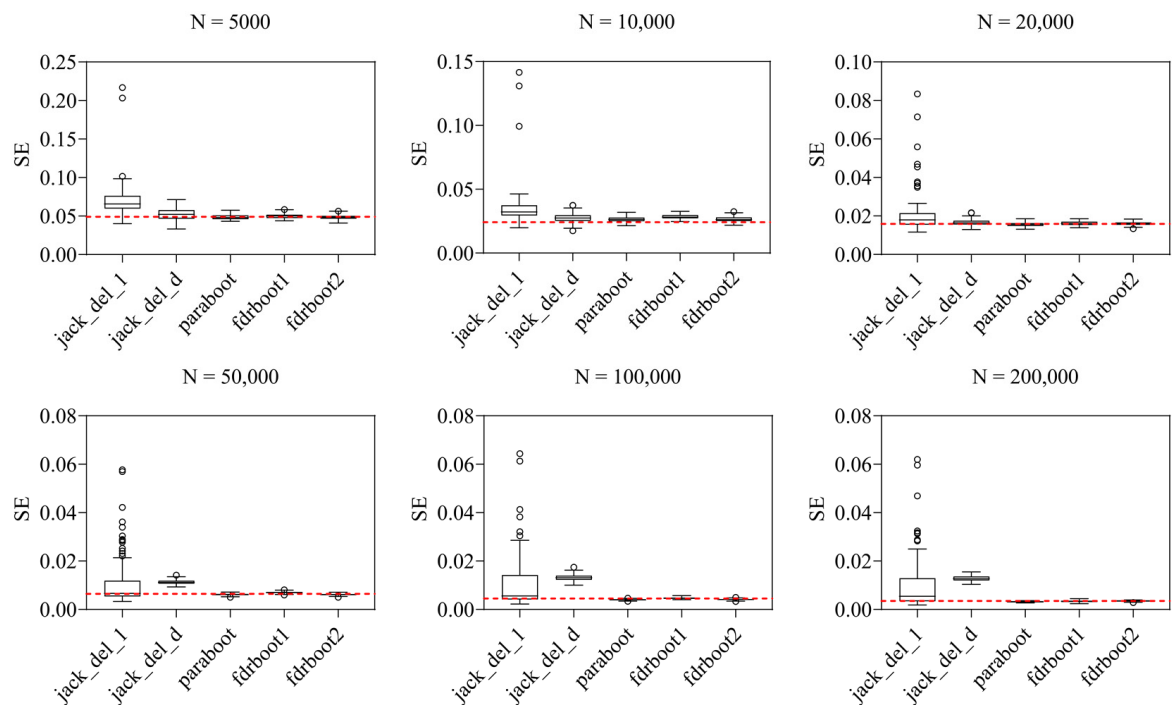 N = 5000
N = 10,000
N = 20,000
SE
0.25
0.20
0.15
0.10
0.05
0.00
jack_del_1
jack_del_d
paraboot
fdrboot1
fdrboot2
SE
0.15
0.10
0.05
0.00
jack_del_1
jack_del_d
paraboot
fdrboot1
fdrboot2
SE
0.10
0.08
0.06
0.04
0.02
0.00
jack_del_1
jack_del_d
paraboot
fdrboot1
fdrboot2
N = 50,000
N = 100,000
N = 200,000
SE
0.08
0.06
0.04
0.02
0.00
jack_del_1
jack_del_d
paraboot
fdrboot1
fdrboot2
SE
0.08
0.06
0.04
0.02
0.00
jack_del_1
jack_del_d
paraboot
fdrboot1
fdrboot2
SE
0.08
0.06
0.04
0.02
0.00
jack_del_1
jack_del_d
paraboot
fdrboot1
fdrboot2